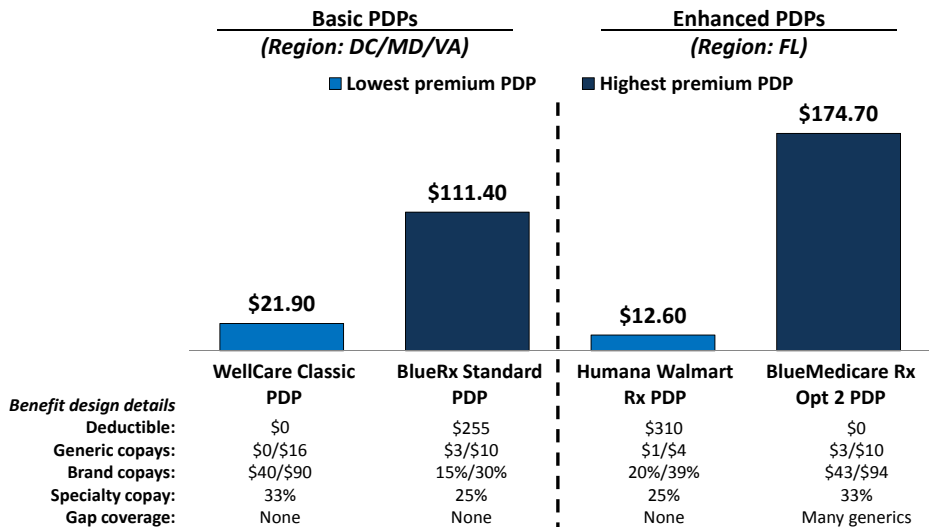 Basic PDPs Enhanced PDPs
(Region: DC/MD/VA) (Region: FL)
Lowest premium PDP Highest premium PDP
$174.70
$111.40
$21.90
$12.60
WellCare Classic BlueRx Standard Humana Walmart BlueMedicare Rx
PDP PDP Rx PDP Opt 2 PDP
Benefit design details
Deductible: $0 $255 $310 $0
Generic copays: $0/$16 $3/$10 $1/$4 $3/$10
Brand copays: $40/$90 15%/30% 20%/39% $43/$94
Specialty copay: 33% 25% 25% 33%
Gap coverage: None None None Many generics